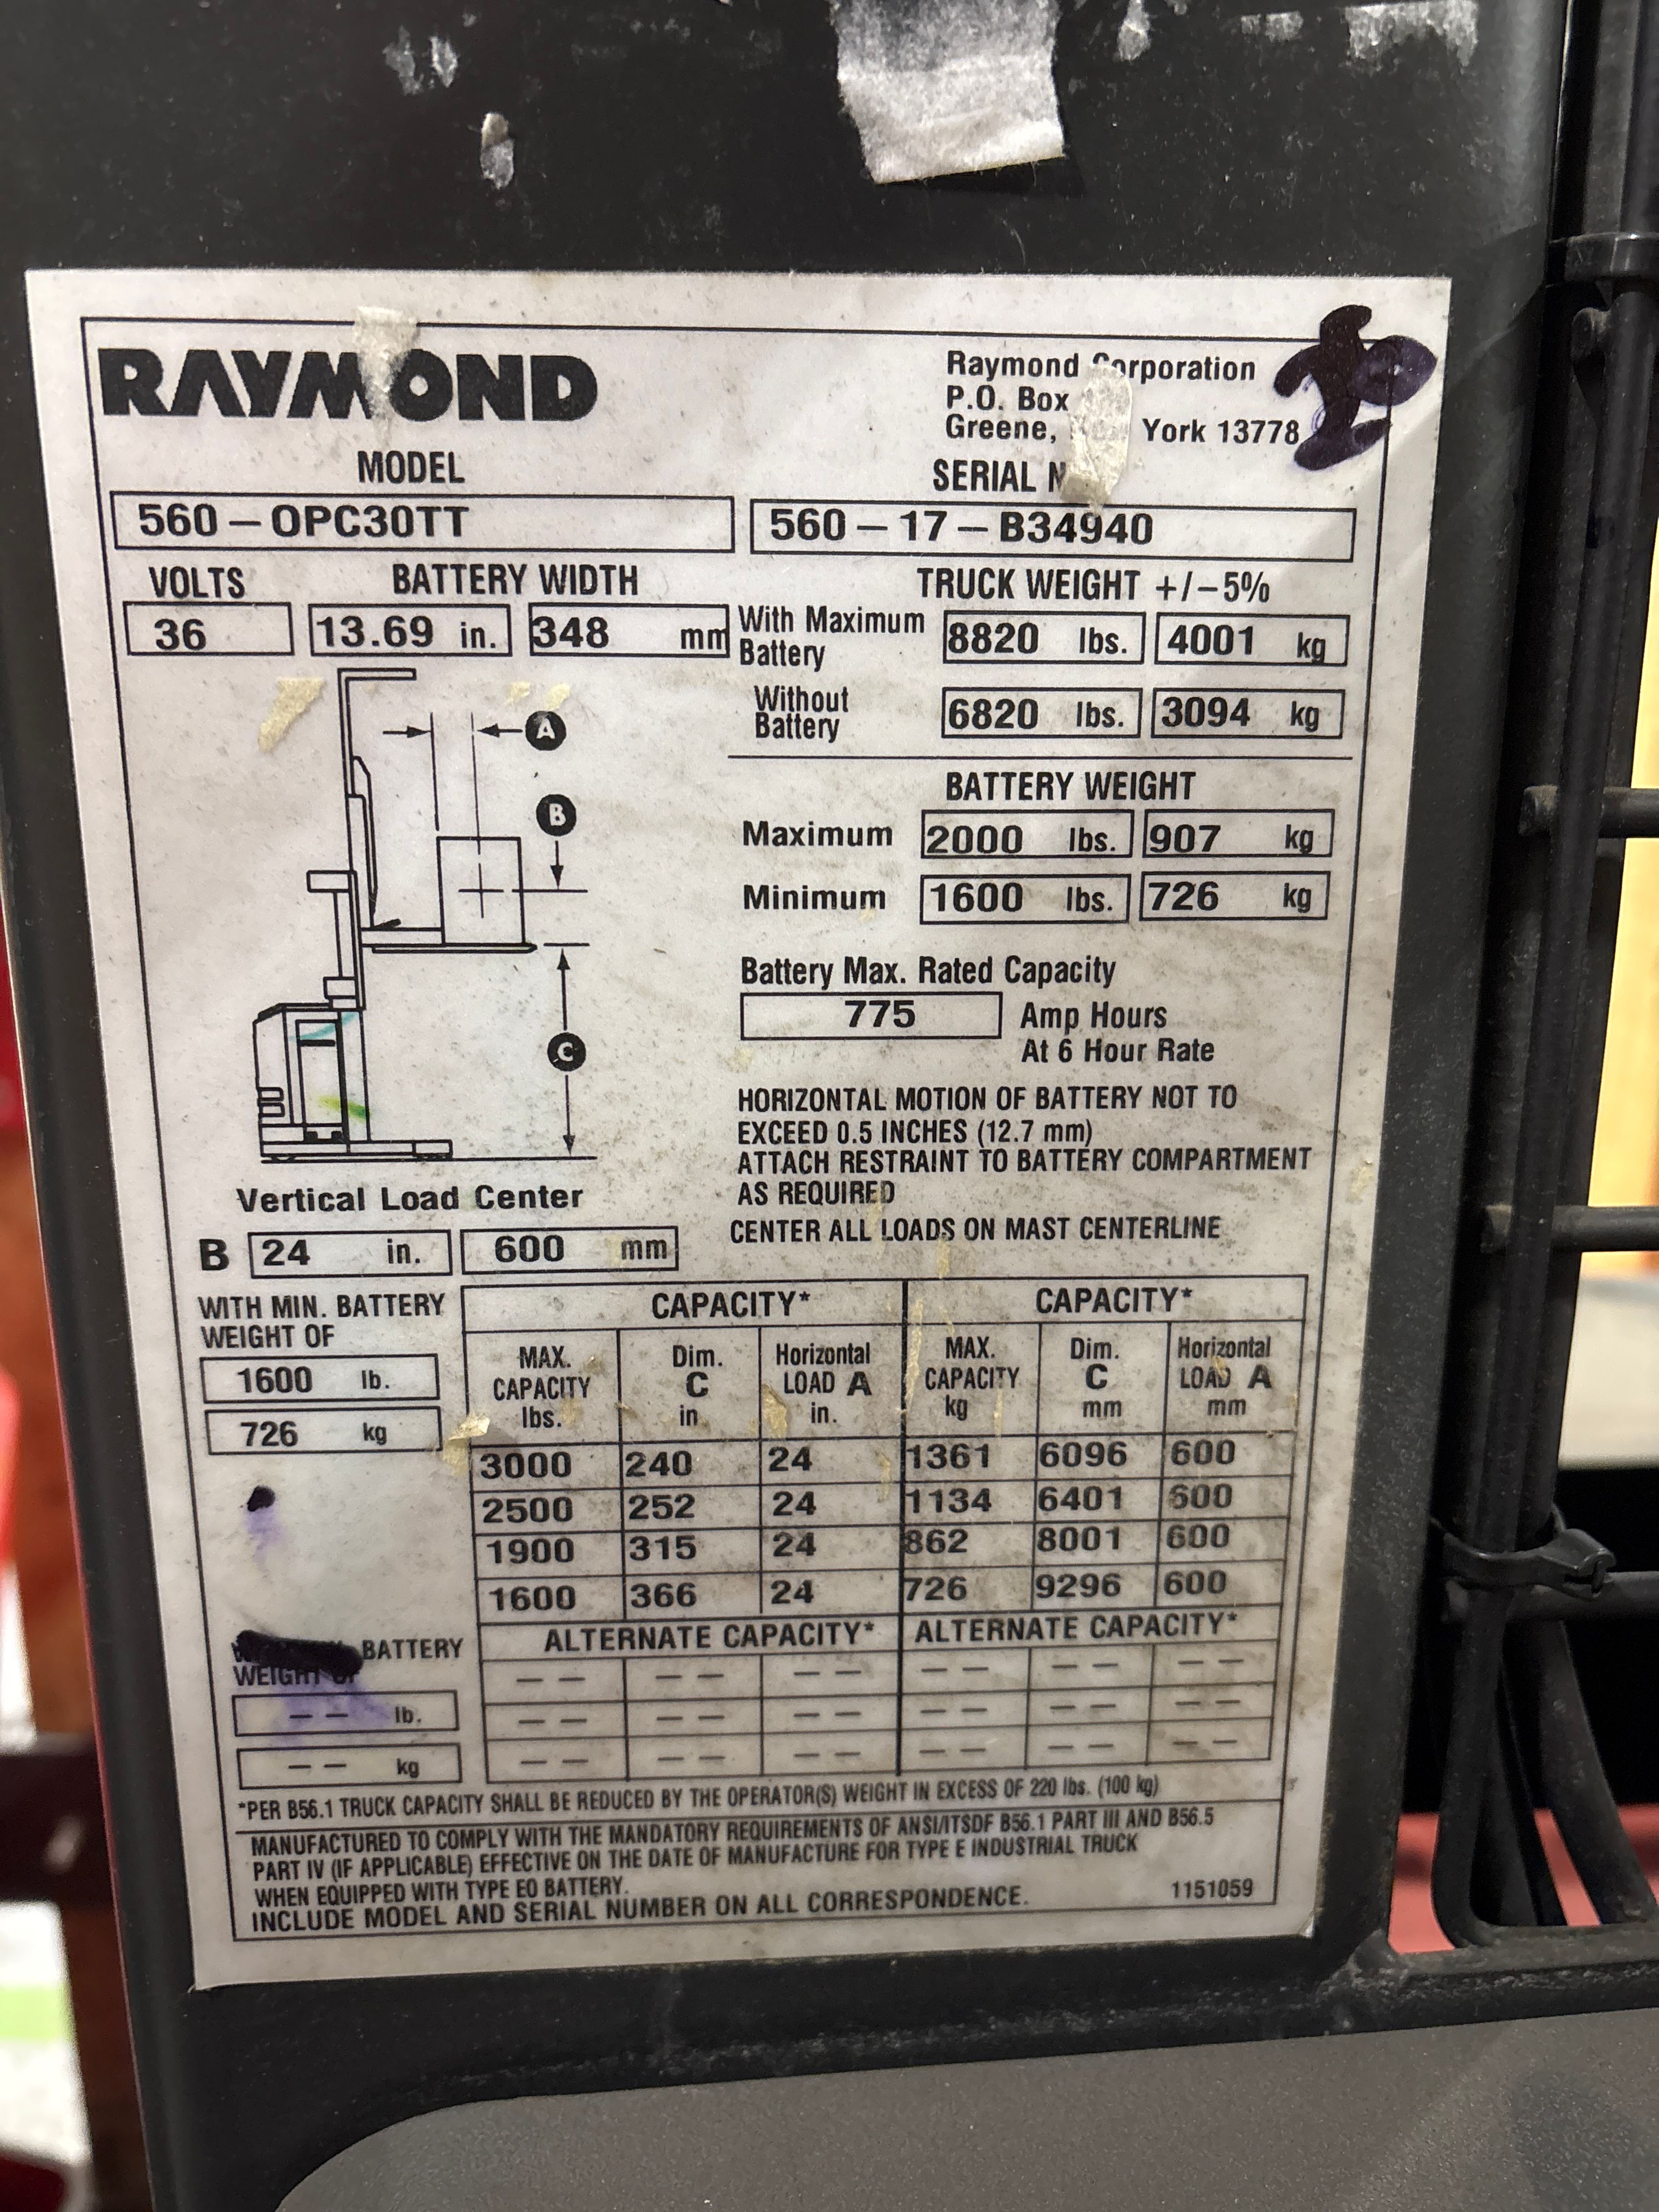 RAYMOND
Raymond Corporation
P.O. Box
Greene, York 13778
MODEL
SERIAL N
560 – OPC30TT
560 – 17 – B34940
VOLTS
BATTERY WIDTH
TRUCK WEIGHT +/–5%
36
13.69 in.
348 mm
With Maximum
Battery
8820 lbs.
4001 kg
Without
Battery
6820 lbs.
3094 kg
A
B
C
BATTERY WEIGHT
Maximum 2000 lbs. 907 kg
Minimum 1600 lbs. 726 kg
Battery Max. Rated Capacity
775 Amp Hours
At 6 Hour Rate
HORIZONTAL MOTION OF BATTERY NOT TO
EXCEED 0.5 INCHES (12.7 mm)
ATTACH RESTRAINT TO BATTERY COMPARTMENT
AS REQUIRED
CENTER ALL LOADS ON MAST CENTERLINE
Vertical Load Center
B 24 in. 600 mm
WITH MIN. BATTERY
WEIGHT OF
1600 lb.
726 kg
CAPACITY* CAPACITY*
MAX. CAPACITY lbs.
Dim. C in
Horizontal LOAD A in.
MAX. CAPACITY kg
Dim. C mm
Horizontal LOAD A mm
3000 240 24 1361 6096 600
2500 252 24 1134 6401 600
1900 315 24 862 8001 600
1600 366 24 726 9296 600
ALTERNATE CAPACITY* ALTERNATE CAPACITY*
– – – – – – – – – – – –
– – – – – – – – – – – –
– – – – – – – – – – – –
BATTERY
WEIGHT OF
– – lb.
– – kg
*PER B56.1 TRUCK CAPACITY SHALL BE REDUCED BY THE OPERATOR(S) WEIGHT IN EXCESS OF 220 lbs. (100 kg)
MANUFACTURED TO COMPLY WITH THE MANDATORY REQUIREMENTS OF ANSI/ITSDF B56.1 PART III AND B56.5
PART IV (IF APPLICABLE) EFFECTIVE ON THE DATE OF MANUFACTURE FOR TYPE E INDUSTRIAL TRUCK
WHEN EQUIPPED WITH TYPE EO BATTERY.
INCLUDE MODEL AND SERIAL NUMBER ON ALL CORRESPONDENCE.
1151059